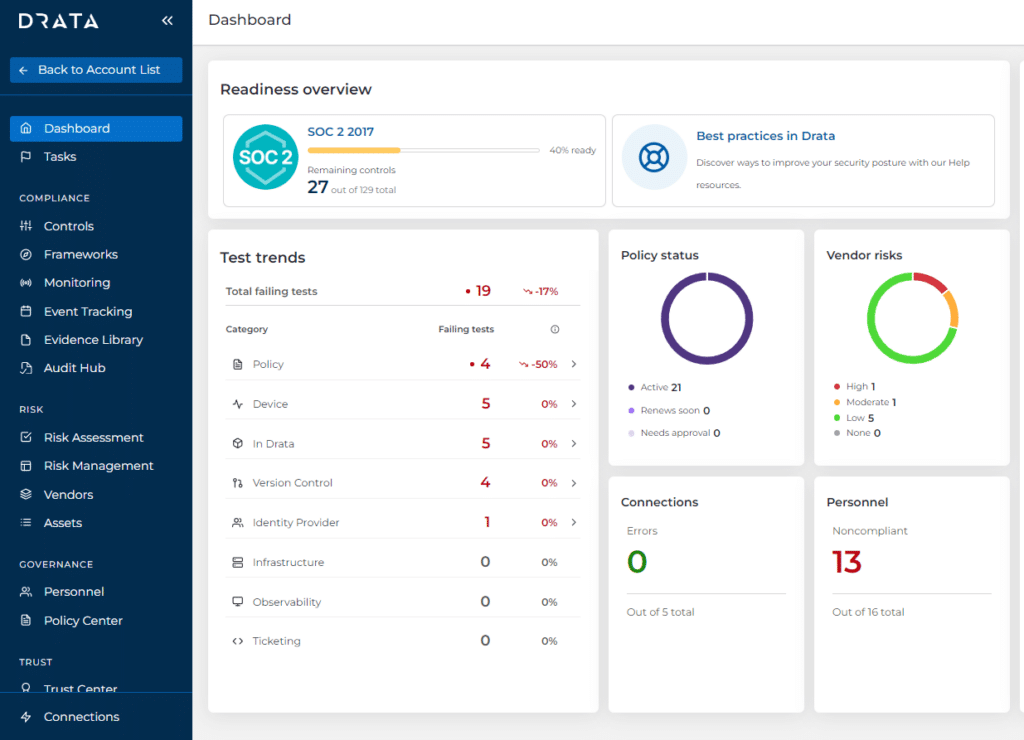 DRATA
Back to Account List
Dashboard
Tasks
COMPLIANCE
Controls
Frameworks
Monitoring
Event Tracking
Evidence Library
Audit Hub
RISK
Risk Assessment
Risk Management
Vendors
Assets
GOVERNANCE
Personnel
Policy Center
TRUST
Trust Center
Connections
Dashboard
Readiness overview
SOC 2
SOC 2 2017
40% ready
Remaining controls
27 out of 129 total
Best practices in Drata
Discover ways to improve your security posture with our Help
resources.
Test trends
Total failing tests 19 -17%
Category Failing tests
Policy 4 -50%
Device 5 0%
In Drata 5 0%
Version Control 4 0%
Identity Provider 1 0%
Infrastructure 0 0%
Observability 0 0%
Ticketing 0 0%
Policy status
Active 21
Renews soon 0
Needs approval 0
Vendor risks
High 1
Moderate 1
Low 5
None 0
Connections
Errors
0
Out of 5 total
Personnel
Noncompliant
13
Out of 16 total